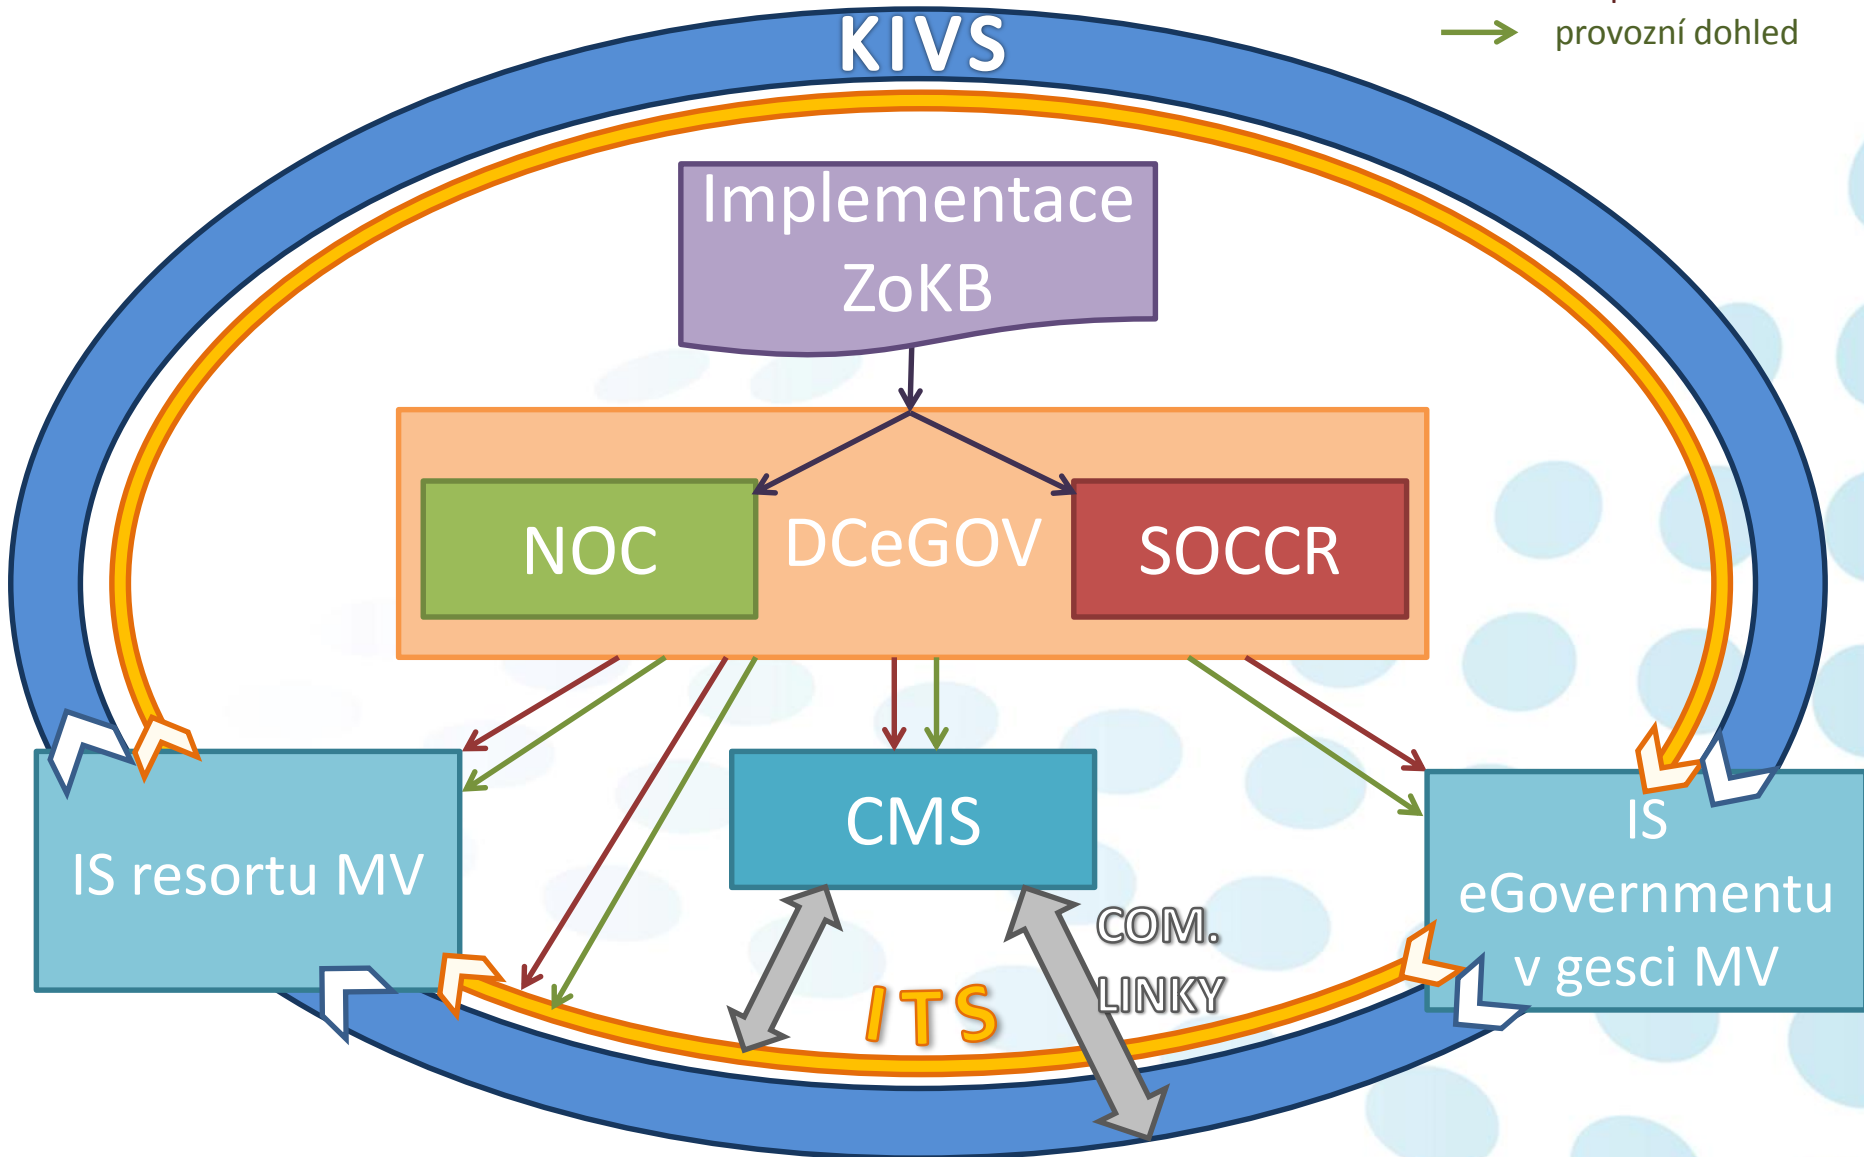 KIVS
provozní dohled
Implementace
ZoKB
NOC
DCeGOV
SOCCR
CMS
IS resortu MV
IS
eGovernmentu
v gesci MV
COM.
LINKY
ITS